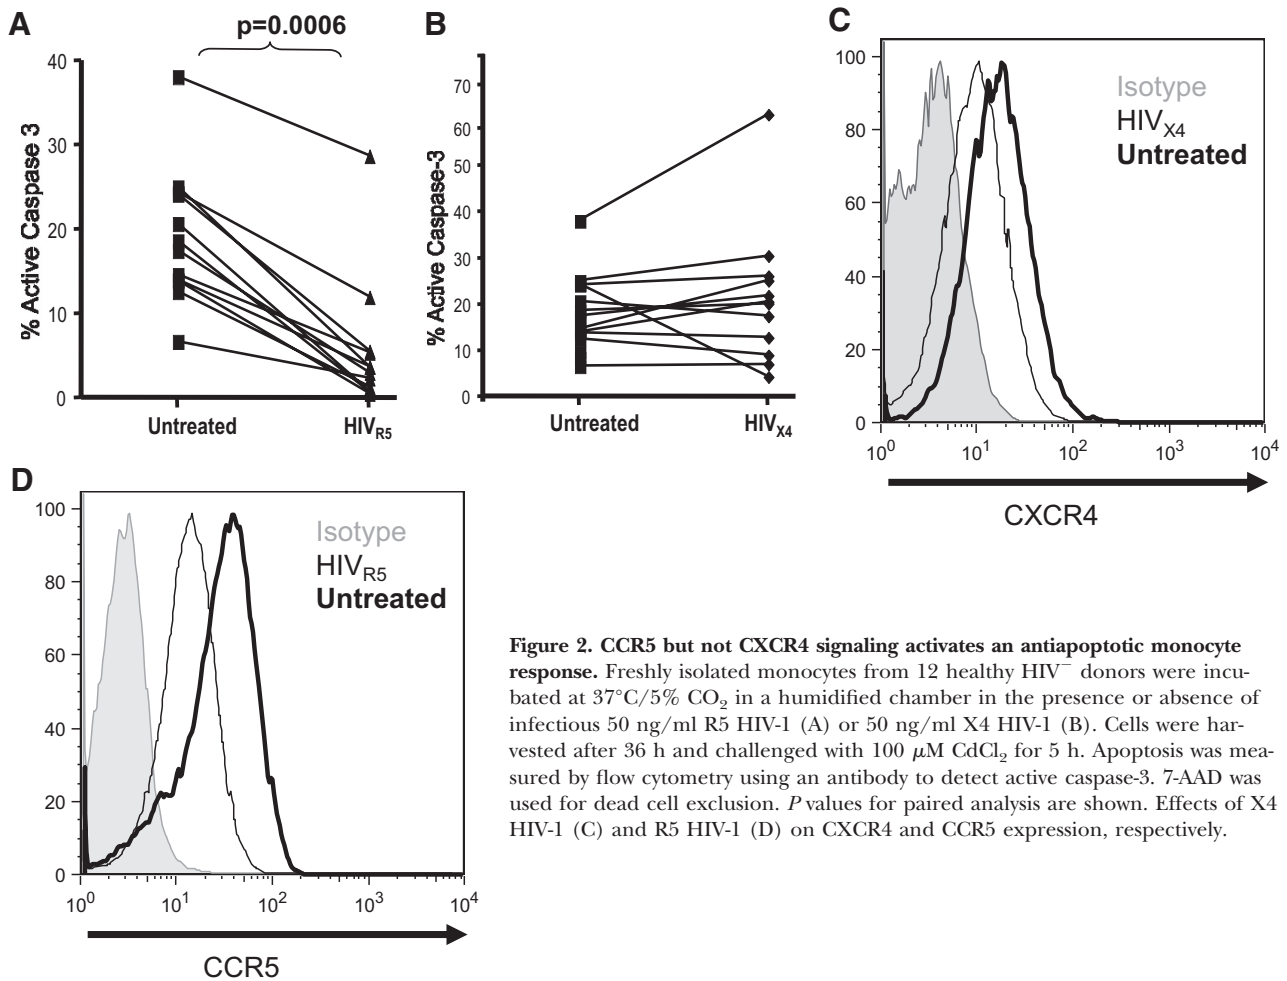 A
p=0.0006
% Active Caspase 3
40
30
20
10
0
Untreated
HIV_R5
B
% Active Caspase-3
70
60
50
40
30
20
10
0
Untreated
HIV_X4
C
100
80
60
40
20
0
Isotype
HIV_X4
Untreated
10^0
10^1
10^2
10^3
10^4
CXCR4
D
100
80
60
40
20
0
Isotype
HIV_R5
Untreated
10^0
10^1
10^2
10^3
10^4
CCR5
Figure 2. CCR5 but not CXCR4 signaling activates an antiapoptotic monocyte
response. Freshly isolated monocytes from 12 healthy HIV⁻ donors were incu-
bated at 37°C/5% CO₂ in a humidified chamber in the presence or absence of
infectious 50 ng/ml R5 HIV-1 (A) or 50 ng/ml X4 HIV-1 (B). Cells were har-
vested after 36 h and challenged with 100 μM CdCl₂ for 5 h. Apoptosis was mea-
sured by flow cytometry using an antibody to detect active caspase-3. 7-AAD was
used for dead cell exclusion. P values for paired analysis are shown. Effects of X4
HIV-1 (C) and R5 HIV-1 (D) on CXCR4 and CCR5 expression, respectively.